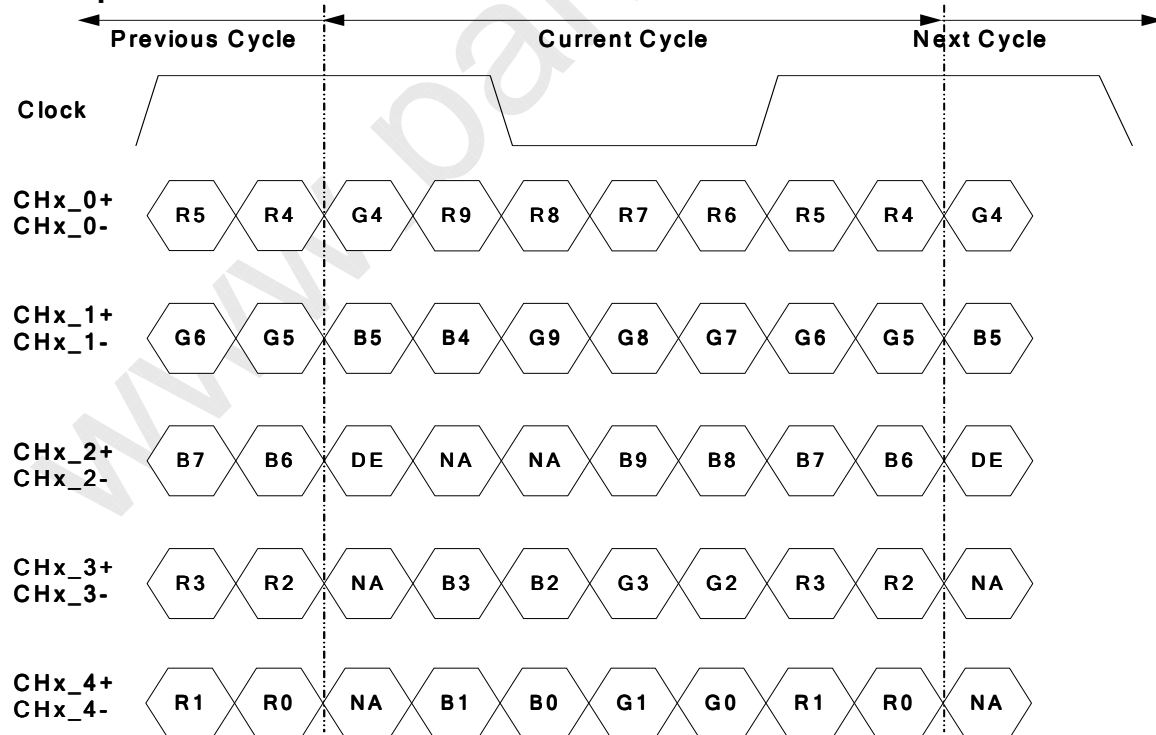 Previous Cycle Current Cycle Next Cycle
Clock
CHx_0+
CHx_0-
R5 R4 G4 R9 R8 R7 R6 R5 R4 G4
CHx_1+
CHx_1-
G6 G5 B5 B4 G9 G8 G7 G6 G5 B5
CHx_2+
CHx_2-
B7 B6 DE NA NA B9 B8 B7 B6 DE
CHx_3+
CHx_3-
R3 R2 NA B3 B2 G3 G2 R3 R2 NA
CHx_4+
CHx_4-
R1 R0 NA B1 B0 G1 G0 R1 R0 NA